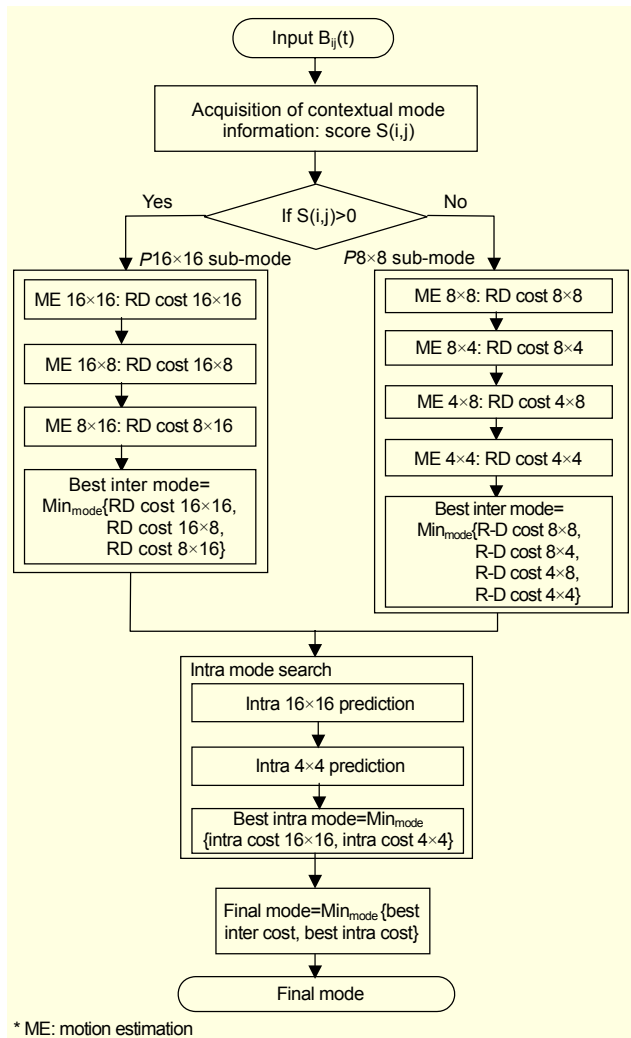 Input Bij(t)
Acquisition of contextual mode
information: score S(i,j)
Yes
If S(i,j)>0
No
P16×16 sub-mode
ME 16×16: RD cost 16×16
ME 16×8: RD cost 16×8
ME 8×16: RD cost 8×16
Best inter mode=
Minmode{RD cost 16×16,
RD cost 16×8,
RD cost 8×16}
P8×8 sub-mode
ME 8×8: RD cost 8×8
ME 8×4: RD cost 8×4
ME 4×8: RD cost 4×8
ME 4×4: RD cost 4×4
Best inter mode=
Minmode{R-D cost 8×8,
R-D cost 8×4,
R-D cost 4×8,
R-D cost 4×4}
Intra mode search
Intra 16×16 prediction
Intra 4×4 prediction
Best intra mode=Minmode
{intra cost 16×16, intra cost 4×4}
Final mode=Minmode{best
inter cost, best intra cost}
Final mode
* ME: motion estimation